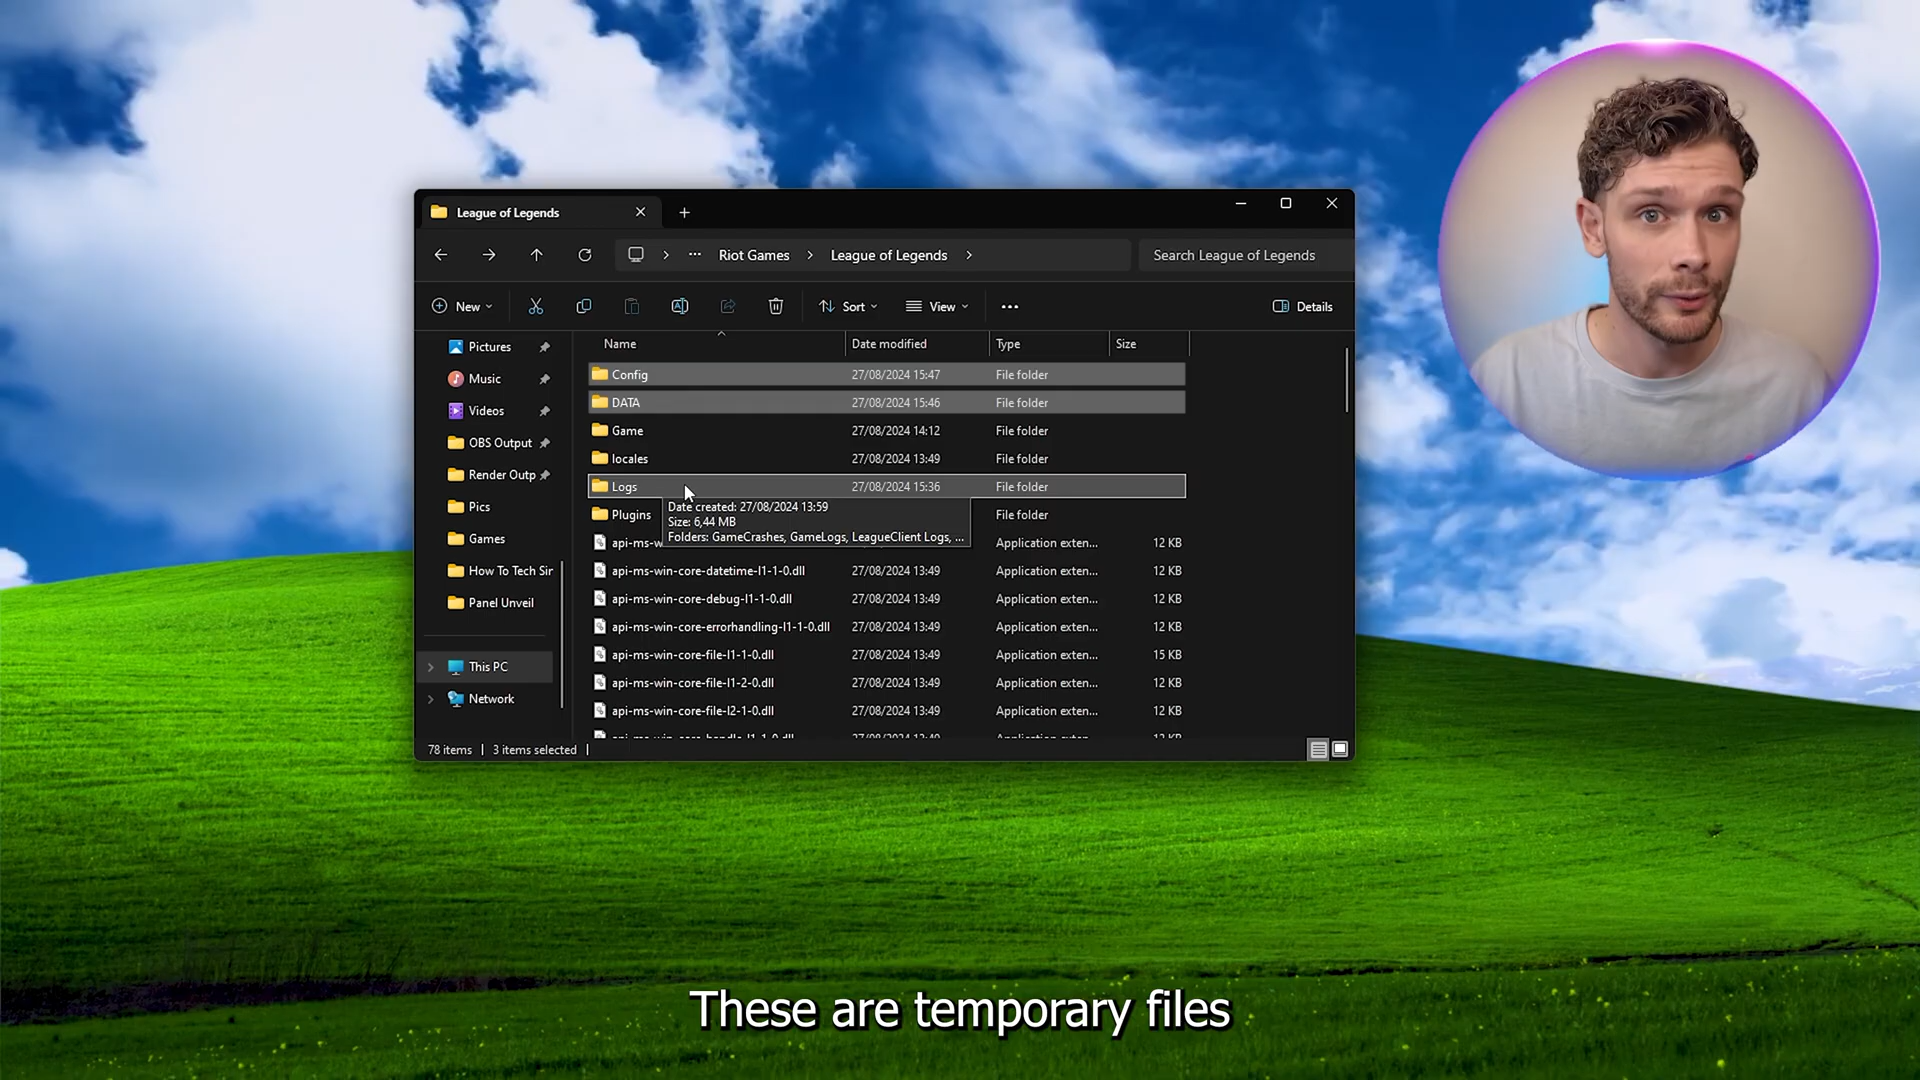 League of Legends
Riot Games
League of Legends
Search League of Legends
New
Sort
View
Details
Pictures
Music
Videos
OBS Output
Render Outp
Pics
Games
How To Tech Sir
Panel Unveil
This PC
Network
Name Date modified Type Size
Config 27/08/2024 15:47 File folder
DATA 27/08/2024 15:46 File folder
Game 27/08/2024 14:12 File folder
locales 27/08/2024 13:49 File folder
Logs 27/08/2024 15:36 File folder
Plugins File folder
Date created: 27/08/2024 13:59
Size: 6,44 MB
Folders: GameCrashes, GameLogs, LeagueClient Logs, ...
api-ms-w Application exten... 12 KB
api-ms-win-core-datetime-l1-1-0.dll 27/08/2024 13:49 Application exten... 12 KB
api-ms-win-core-debug-l1-1-0.dll 27/08/2024 13:49 Application exten... 12 KB
api-ms-win-core-errorhandling-l1-1-0.dll 27/08/2024 13:49 Application exten... 12 KB
api-ms-win-core-file-l1-1-0.dll 27/08/2024 13:49 Application exten... 15 KB
api-ms-win-core-file-l1-2-0.dll 27/08/2024 13:49 Application exten... 12 KB
api-ms-win-core-file-l2-1-0.dll 27/08/2024 13:49 Application exten... 12 KB
78 items 3 items selected
These are temporary files